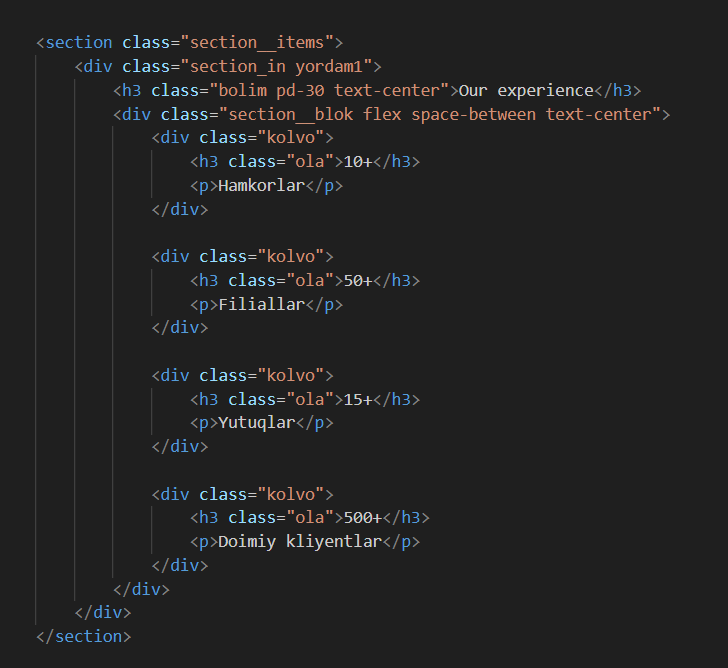 <section class="section__items">
<div class="section_in yordam1">
<h3 class="bolim pd-30 text-center">Our experience</h3>
<div class="section__blok flex space-between text-center">
<div class="kolvo">
<h3 class="ola">10+</h3>
<p>Hamkorlar</p>
</div>
<div class="kolvo">
<h3 class="ola">50+</h3>
<p>Filiallar</p>
</div>
<div class="kolvo">
<h3 class="ola">15+</h3>
<p>Yutuqlar</p>
</div>
<div class="kolvo">
<h3 class="ola">500+</h3>
<p>Doimiy kliyentlar</p>
</div>
</div>
</div>
</section>